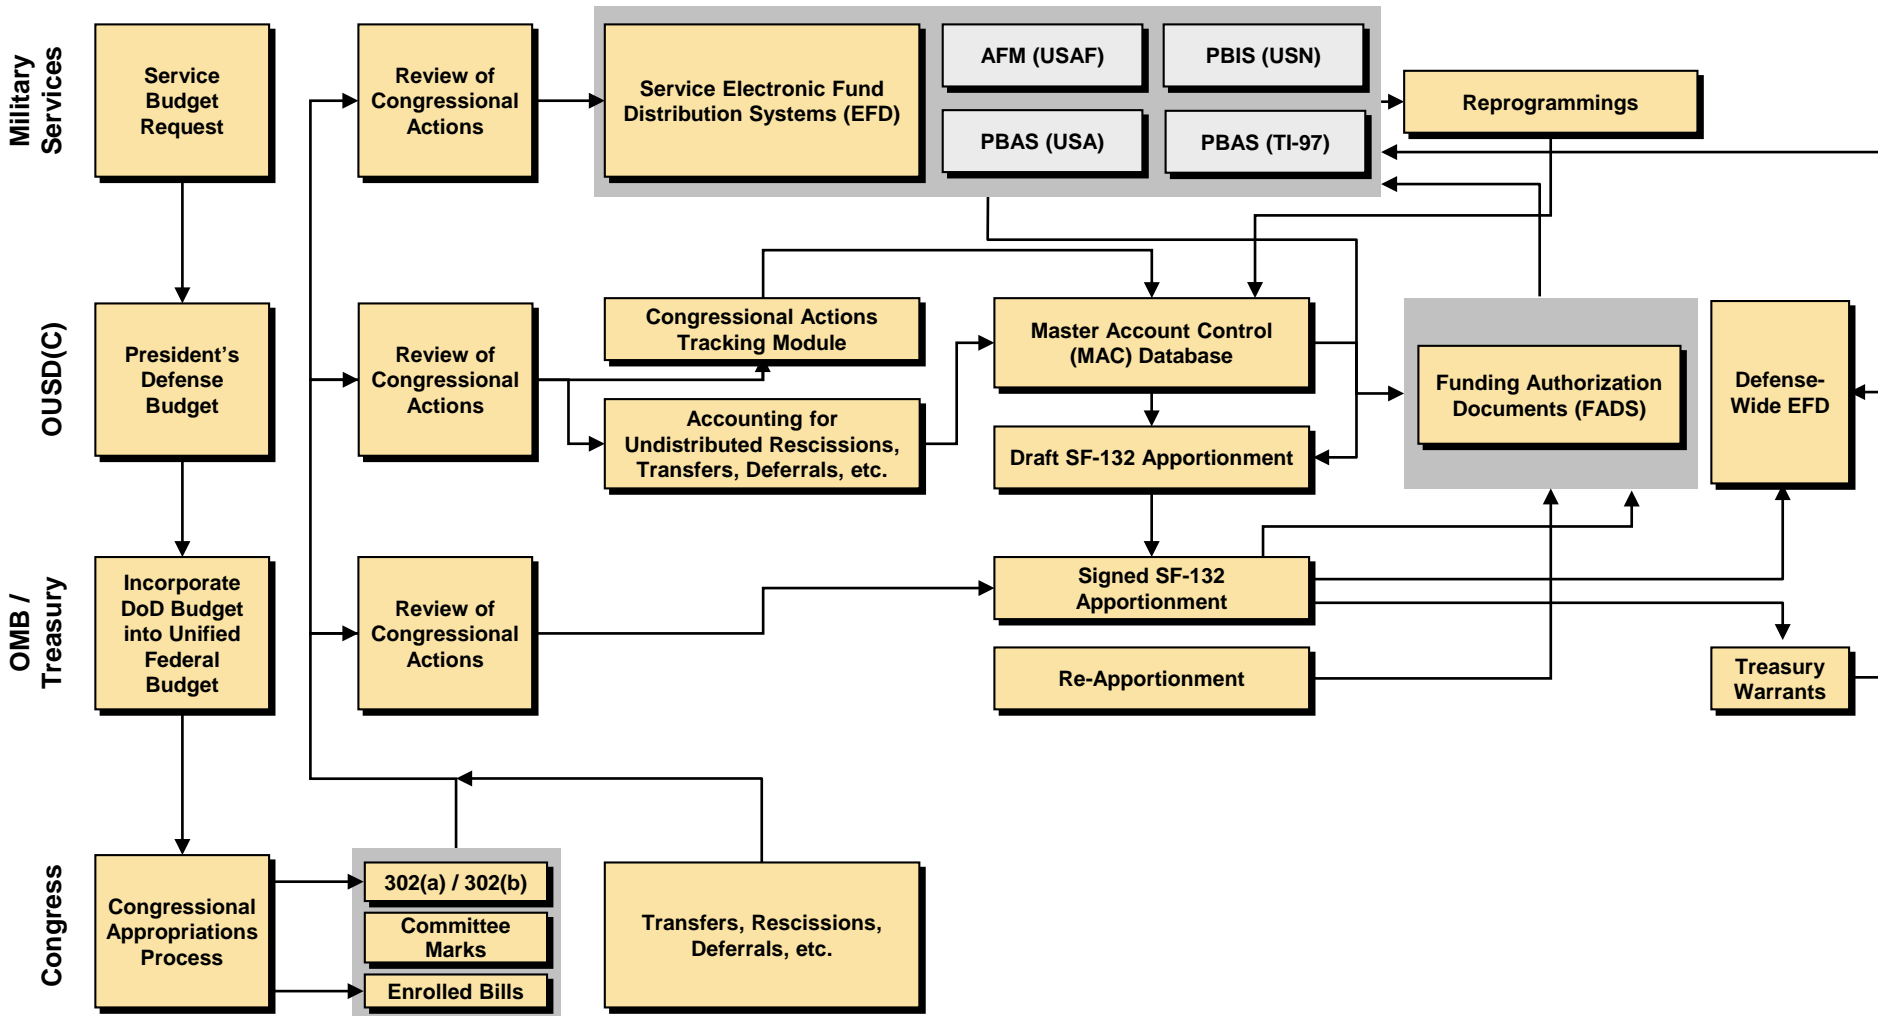 Military
Services
Service
Budget
Request
Review of
Congressional
Actions
Service Electronic Fund
Distribution Systems (EFD)
AFM (USAF)
PBIS (USN)
PBAS (USA)
PBAS (TI-97)
Reprogrammings
OUSD(C)
President’s
Defense
Budget
Review of
Congressional
Actions
Congressional Actions
Tracking Module
Accounting for
Undistributed Rescissions,
Transfers, Deferrals, etc.
Master Account Control
(MAC) Database
Draft SF-132 Apportionment
Funding Authorization
Documents (FADS)
Defense-
Wide EFD
OMB /
Treasury
Incorporate
DoD Budget
into Unified
Federal
Budget
Review of
Congressional
Actions
Signed SF-132
Apportionment
Re-Apportionment
Treasury
Warrants
Congress
Congressional
Appropriations
Process
302(a) / 302(b)
Committee
Marks
Enrolled Bills
Transfers, Rescissions,
Deferrals, etc.